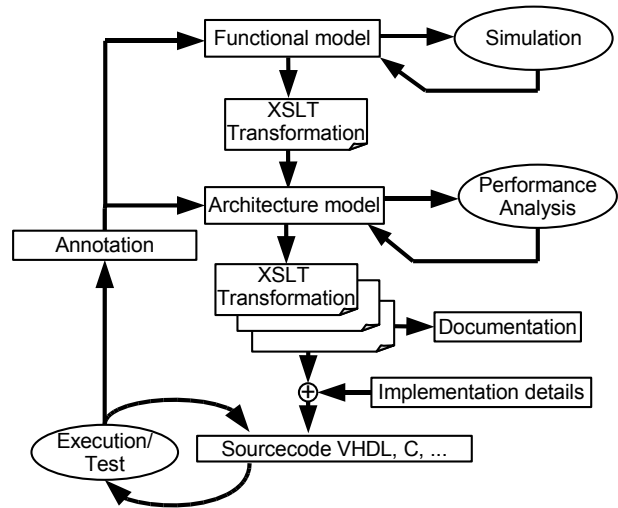 Functional model
Simulation
XSLT
Transformation
Architecture model
Performance
Analysis
Annotation
XSLT
Transformation
Documentation
Implementation details
Execution/
Test
Sourcecode VHDL, C, ...